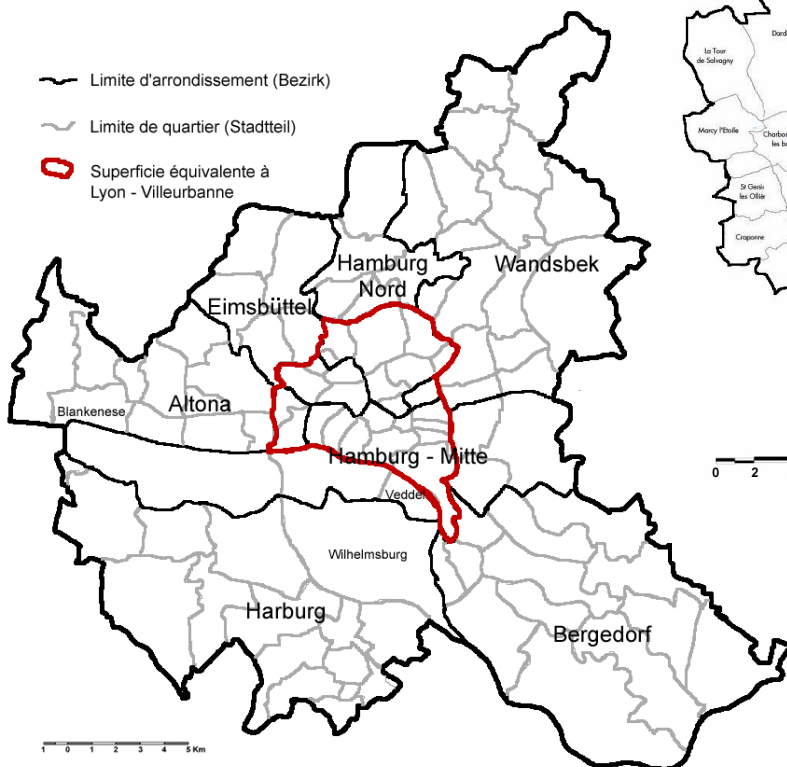 Limite d'arrondissement (Bezirk)
Limite de quartier (Stadtteil)
Superficie équivalente à
Lyon - Villeurbanne
La Tour
de Salvagny
Marcy l'Etoile
St Genis
les Ollièr
Craponne
Hamburg
Nord
Wandsbek
Eimsbüttel
Altona
Blankenese
Hamburg - Mitte
Veddel
Wilhelmsburg
Harburg
Bergedorf
0 2
1 0 1 2 3 4 5 Km